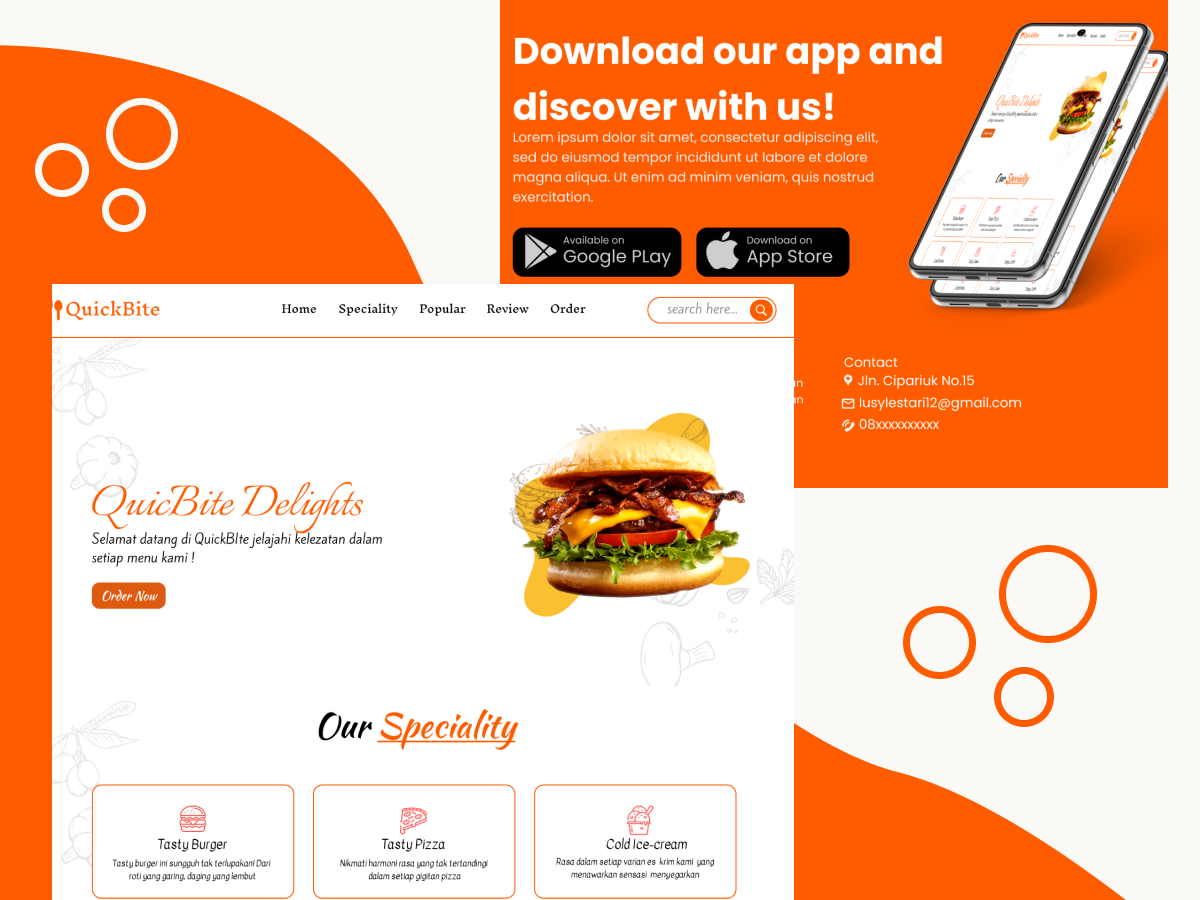 Download our app and
discover with us!
Lorem ipsum dolor sit amet, consectetur adipiscing elit,
sed do eiusmod tempor incididunt ut labore et dolore
magna aliqua. Ut enim ad minim veniam, quis nostrud
exercitation.
Available on
Google PLay
Download on
App Store
QuickBite
Home Speciality Popular Review Order
search here...
Contact
Jln. Cipariuk No.15
lusylestari12@gmail.com
08xxxxxxxxxx
QuicBite Delights
Selamat datang di QuickBIte jelajahi kelezatan dalam
setiap menu kami !
Order Now
Our Speciality
Tasty Burger
Tasty burger ini sungguh tak terlupakan! Dari
roti yang garing, daging yang lembut
Tasty Pizza
Nikmati harmoni rasa yang tak tertandingi
dalam setiap gigitan pizza
Cold Ice-cream
Rasa dalam setiap varian es krim kami yang
menawarkan sensasi menyegarkan
QuickBite
Our Speciality